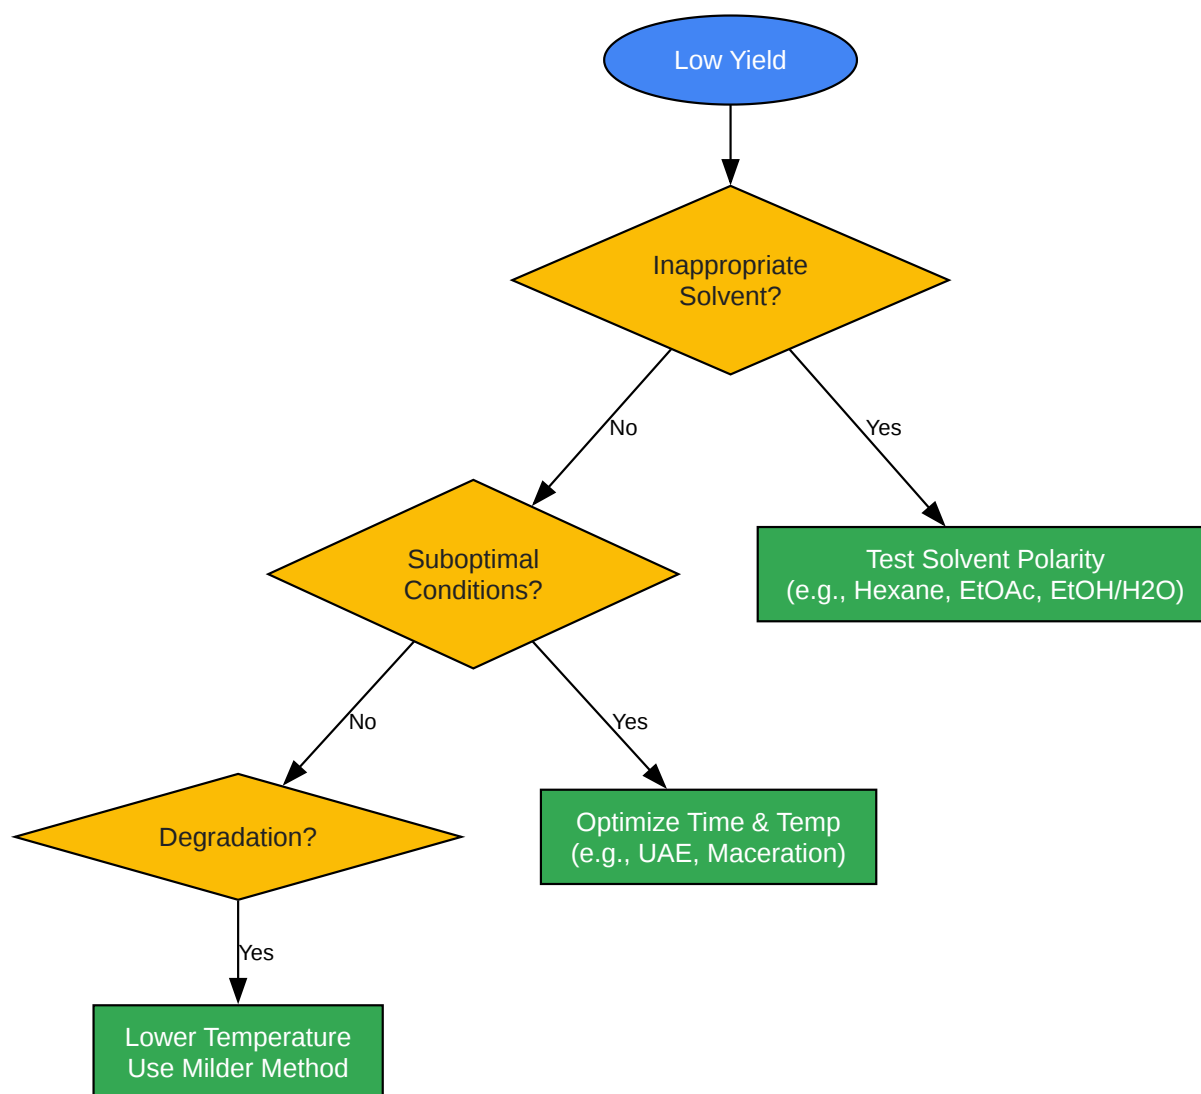 Low Yield
Inappropriate
Solvent?
No
Yes
Suboptimal
Conditions?
Test Solvent Polarity
(e.g., Hexane, EtOAc, EtOH/H2O)
No
Yes
Degradation?
Optimize Time & Temp
(e.g., UAE, Maceration)
Yes
Lower Temperature
Use Milder Method